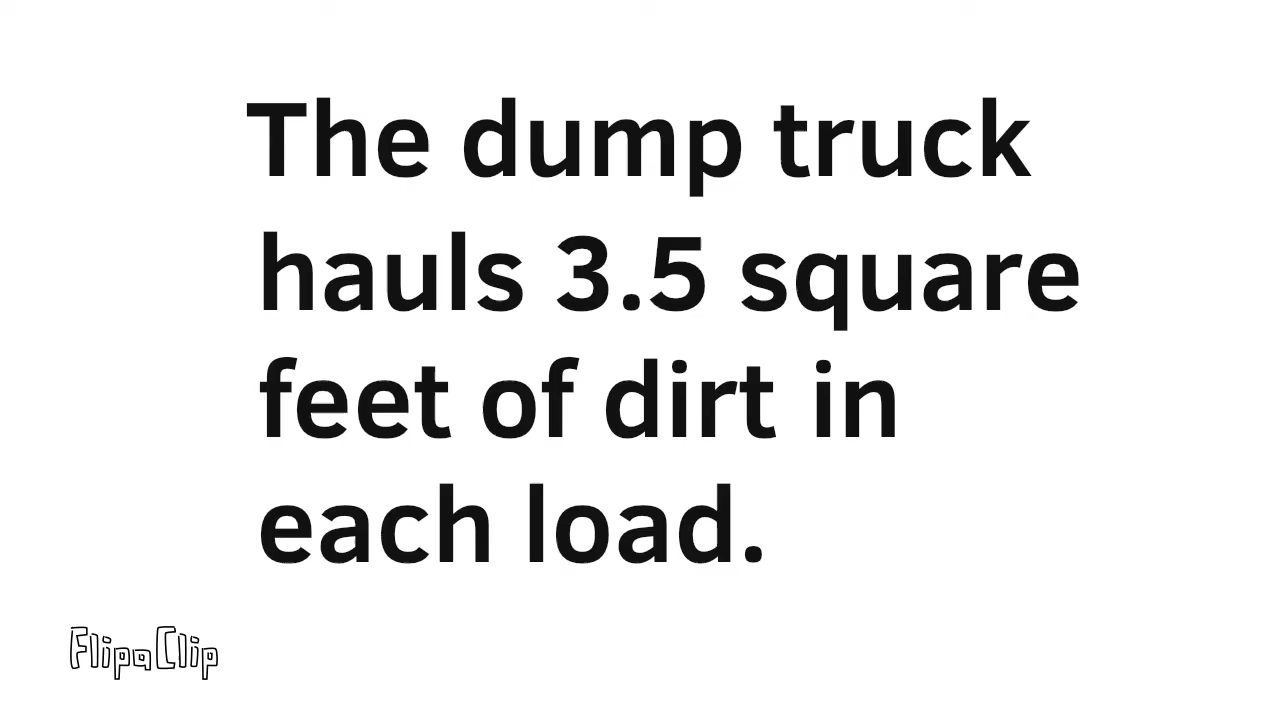 The dump truck
hauls 3.5 square
feet of dirt in
each load.
FlipaClip